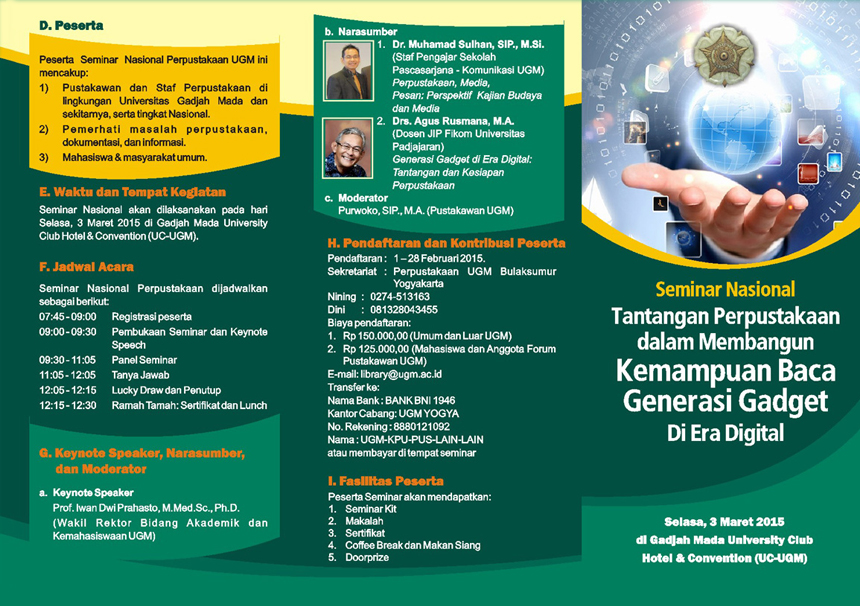 D. Peserta
Peserta Seminar Nasional Perpustakaan UGM ini
mencakup:
1) Pustakawan dan Staf Perpustakaan di
lingkungan Universitas Gadjah Mada dan
sekitarnya, serta tingkat Nasional.
2) Pemerhati masalah perpustakaan,
dokumentasi, dan informasi.
3) Mahasiswa & masyarakat umum.
E. Waktu dan Tempat Kegiatan
Seminar Nasional akan dilaksanakan pada hari
Selasa, 3 Maret 2015 di Gadjah Mada University
Club Hotel & Convention (UC-UGM).
F. Jadwal Acara
Seminar Nasional Perpustakaan dijadwalkan
sebagai berikut:
07:45 - 09:00 Registrasi peserta
09:00 - 09:30 Pembukaan Seminar dan Keynote
Speech
09:30 - 11:05 Panel Seminar
11:05 - 12:05 Tanya Jawab
12:05 - 12:15 Lucky Draw dan Penutup
12:15 - 12:30 Ramah Tamah: Sertifikat dan Lunch
G. Keynote Speaker, Narasumber,
dan Moderator
a. Keynote Speaker
Prof. Iwan Dwi Prahasto, M.Med.Sc., Ph.D.
(Wakil Rektor Bidang Akademik dan
Kemahasiswaan UGM)
b. Narasumber
1. Dr. Muhamad Sulhan, SIP., M.Si.
(Staf Pengajar Sekolah
Pascasarjana - Komunikasi UGM)
Perpustakaan, Media,
Pesan: Perspektif Kajian Budaya
dan Media
2. Drs. Agus Rusmana, M.A.
(Dosen JIP Fikom Universitas
Padjajaran)
Generasi Gadget di Era Digital:
Tantangan dan Kesiapan
Perpustakaan
c. Moderator
Purwoko, SIP., M.A. (Pustakawan UGM)
H. Pendaftaran dan Kontribusi Peserta
Pendaftaran : 1 – 28 Februari 2015.
Sekretariat : Perpustakaan UGM Bulaksumur
Yogyakarta
Nining : 0274-513163
Dini : 081328043455
Biaya pendaftaran:
1. Rp 150.000,00 (Umum dan Luar UGM)
2. Rp 125.000,00 (Mahasiswa dan Anggota Forum
Pustakawan UGM)
E-mail: library@ugm.ac.id
Transfer ke:
Nama Bank : BANK BNI 1946
Kantor Cabang: UGM YOGYA
No. Rekening : 8880121092
Nama : UGM-KPU-PUS-LAIN-LAIN
atau membayar di tempat seminar
I. Fasilitas Peserta
Peserta Seminar akan mendapatkan:
1. Seminar Kit
2. Makalah
3. Sertifikat
4. Coffee Break dan Makan Siang
5. Doorprize
Seminar Nasional
Tantangan Perpustakaan
dalam Membangun
Kemampuan Baca
Generasi Gadget
Di Era Digital
Selasa, 3 Maret 2015
di Gadjah Mada University Club
Hotel & Convention (UC-UGM)